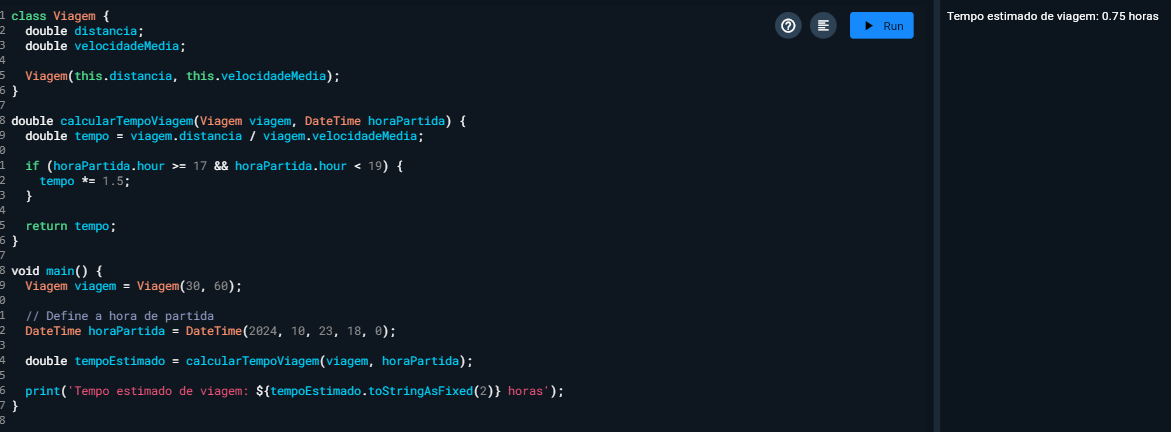 1 class Viagem {
2 double distancia;
3 double velocidadeMedia;
4
5 Viagem(this.distancia, this.velocidadeMedia);
6 }
7
8 double calcularTempoViagem(Viagem viagem, DateTime horaPartida) {
9 double tempo = viagem.distancia / viagem.velocidadeMedia;
0
1 if (horaPartida.hour >= 17 && horaPartida.hour < 19) {
2 tempo *= 1.5;
3 }
4
5 return tempo;
6 }
7
8 void main() {
9 Viagem viagem = Viagem(30, 60);
0
1 // Define a hora de partida
2 DateTime horaPartida = DateTime(2024, 10, 23, 18, 0);
3
4 double tempoEstimado = calcularTempoViagem(viagem, horaPartida);
5
6 print('Tempo estimado de viagem: ${tempoEstimado.toStringAsFixed(2)} horas');
7 }
8
Run
Tempo estimado de viagem: 0.75 horas